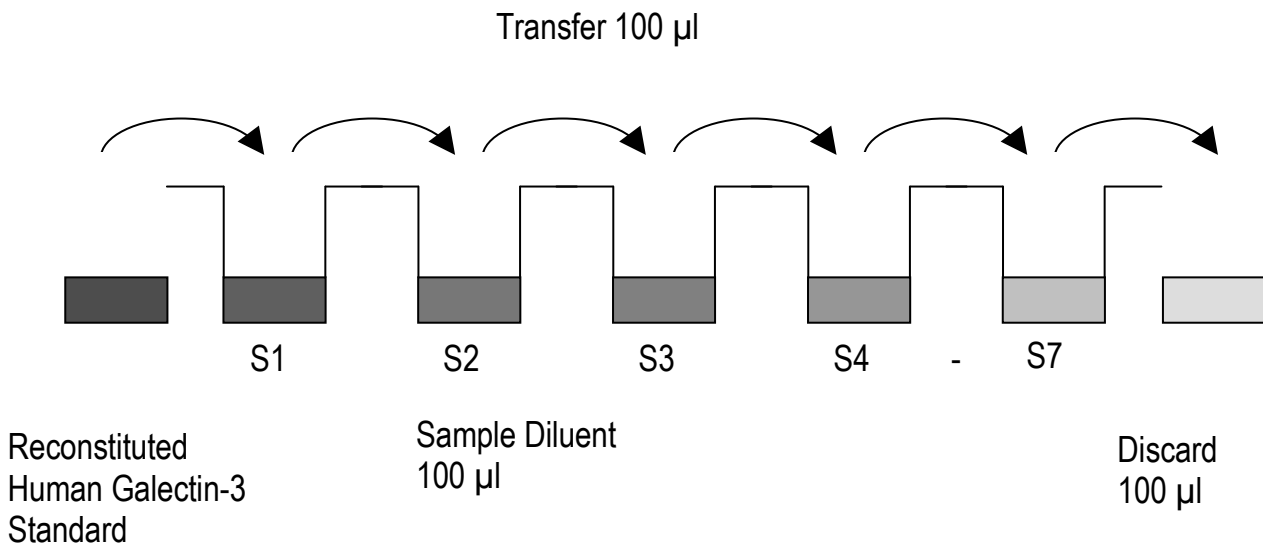 Transfer 100 µl
S1 S2 S3 S4 - S7
Reconstituted
Human Galectin-3
Standard
Sample Diluent
100 µl
Discard
100 µl